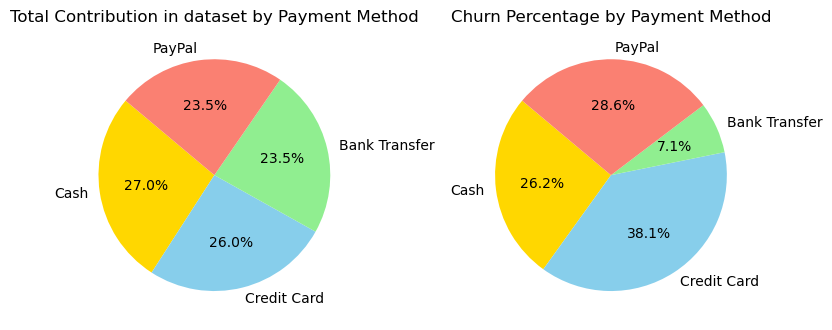 Total Contribution in dataset by Payment Method
PayPal
23.5%
Bank Transfer
23.5%
Cash
27.0%
26.0%
Credit Card
Churn Percentage by Payment Method
PayPal
28.6%
Bank Transfer
7.1%
Cash
26.2%
38.1%
Credit Card